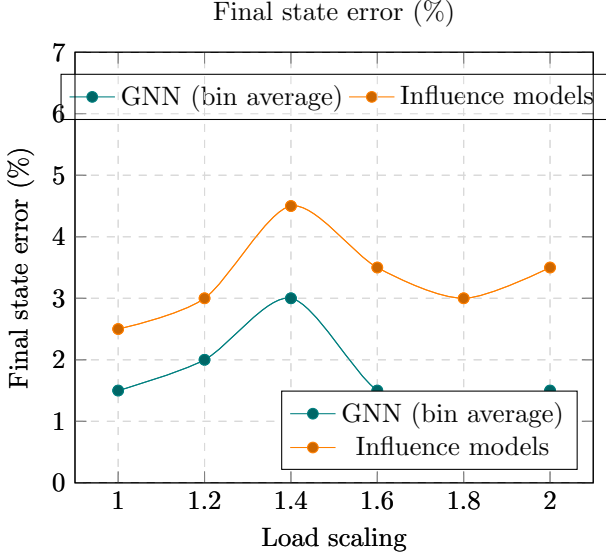 Final state error (%)
7
GNN (bin average) Influence models
6
5
4
3
2
1
0
Final state error (%)
GNN (bin average)
Influence models
1 1.2 1.4 1.6 1.8 2
Load scaling